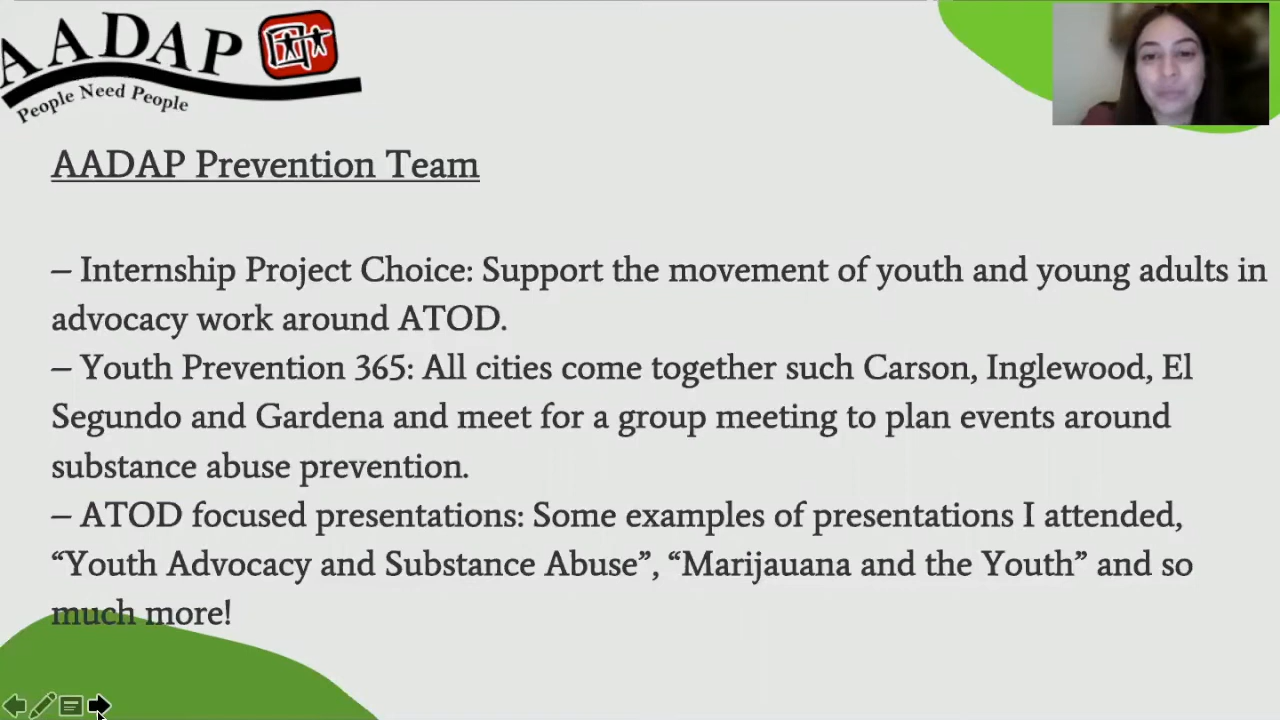 AADAP
People Need People
AADAP Prevention Team
– Internship Project Choice: Support the movement of youth and young adults in
advocacy work around ATOD.
– Youth Prevention 365: All cities come together such Carson, Inglewood, El
Segundo and Gardena and meet for a group meeting to plan events around
substance abuse prevention.
– ATOD focused presentations: Some examples of presentations I attended,
“Youth Advocacy and Substance Abuse”, “Marijauana and the Youth” and so
much more!